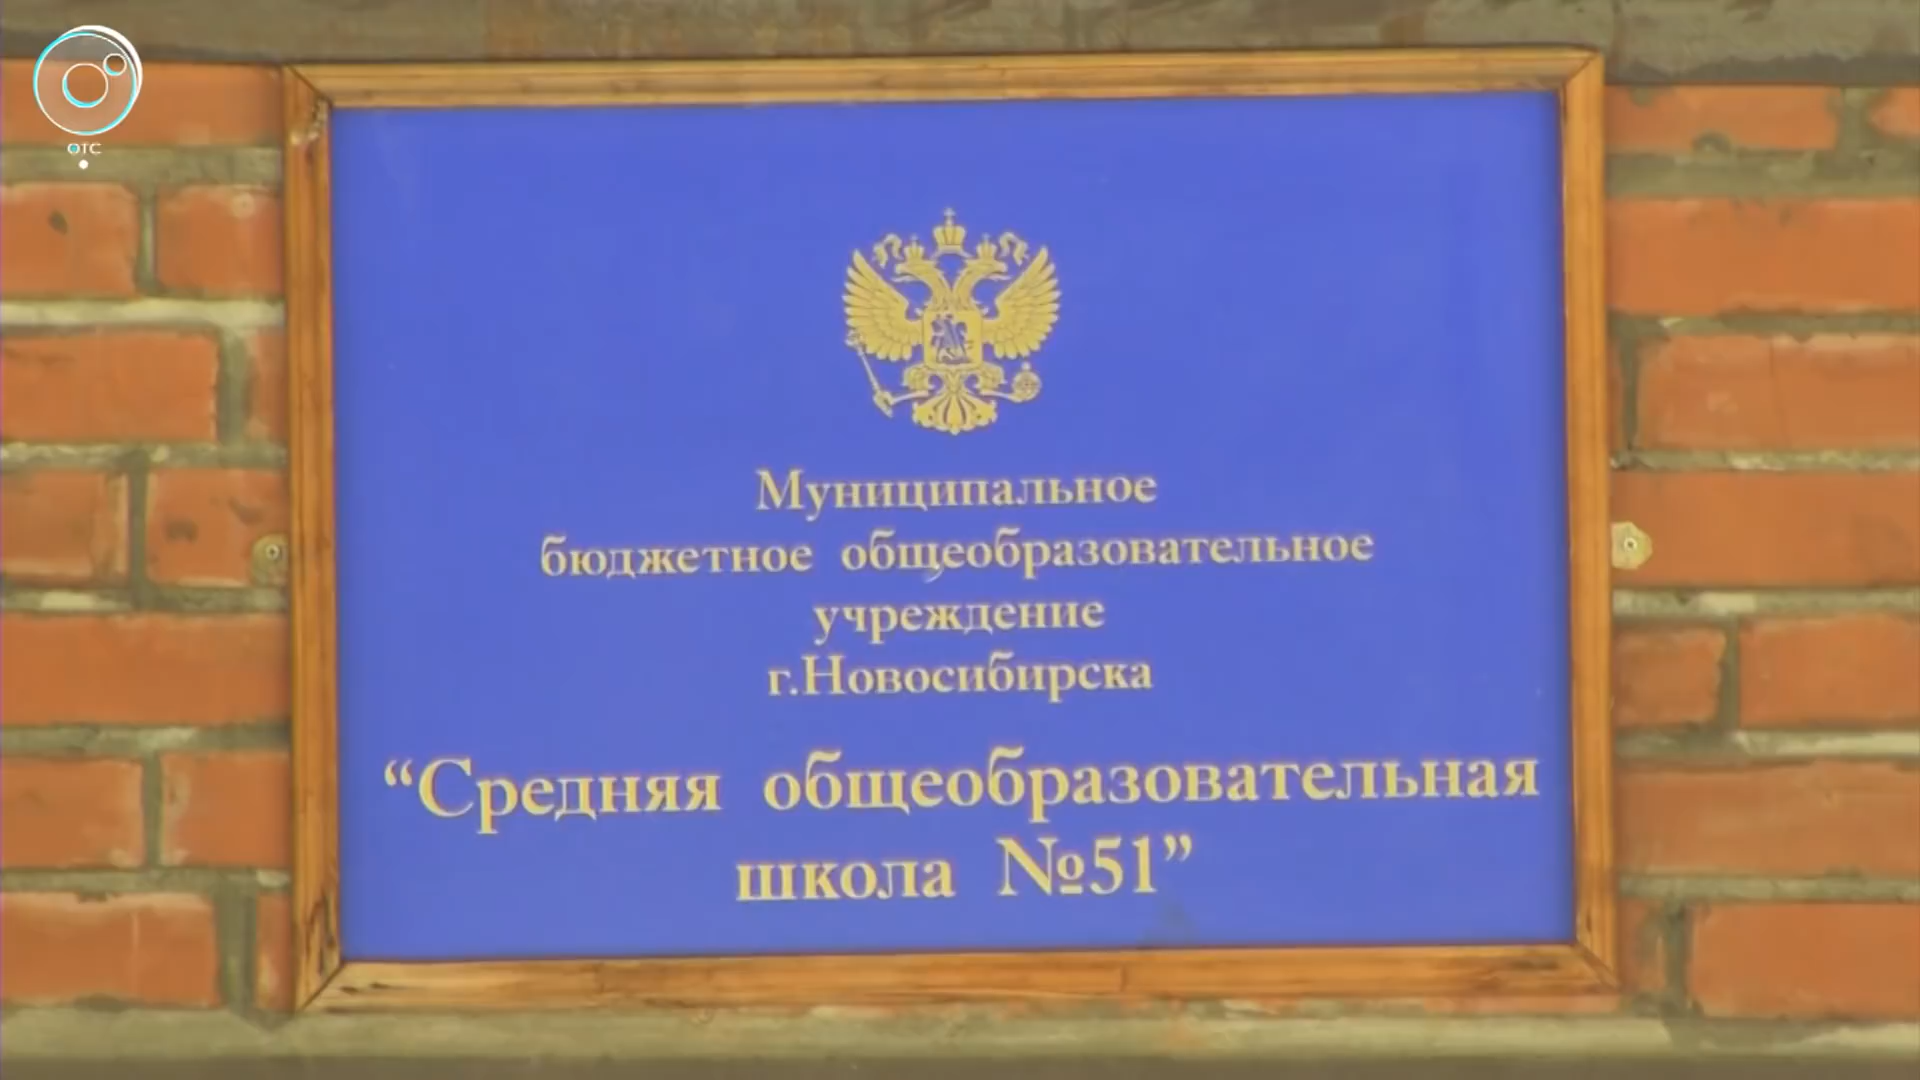 ОТС
Муниципальное
бюджетное общеобразовательное
учреждение
г.Новосибирска
“Средняя общеобразовательная
школа №51”